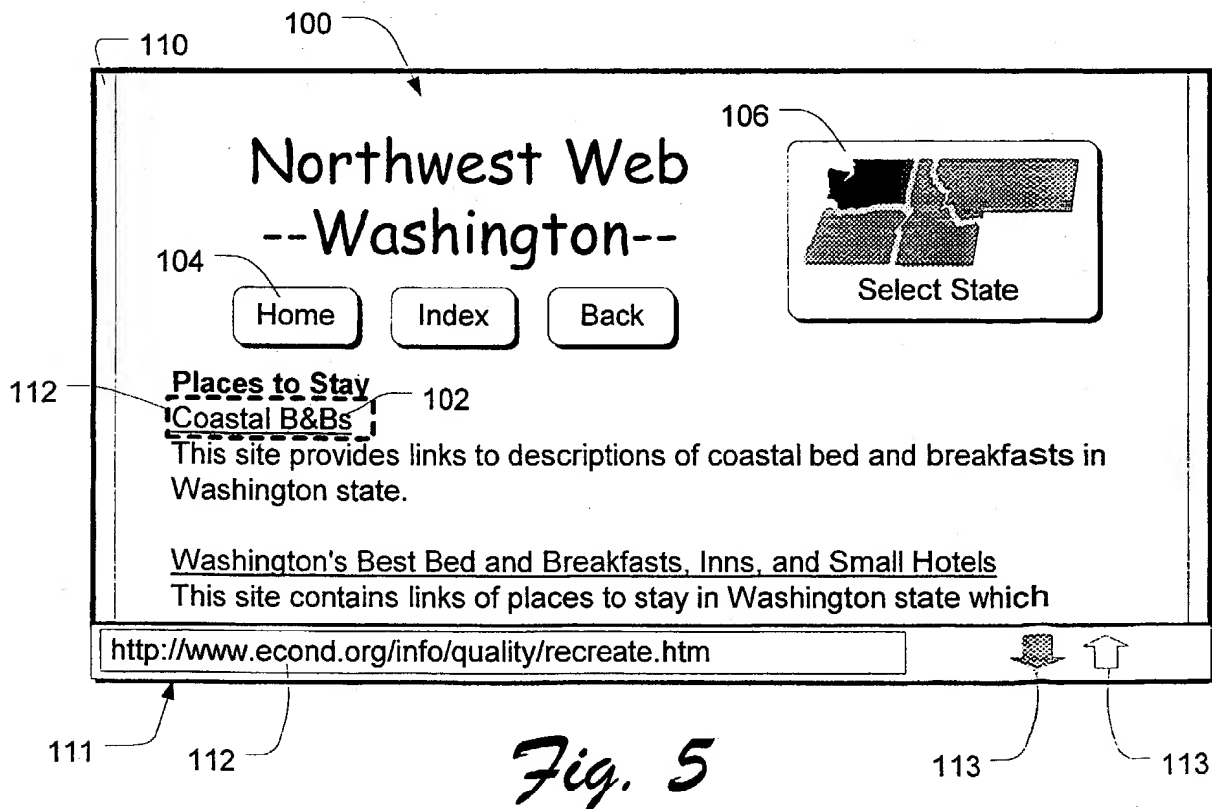 100
110
106
Northwest Web
--Washington--
104
Select State
Home Index Back
Places to Stay
112
102
Coastal B&Bs
This site provides links to descriptions of coastal bed and breakfasts in
Washington state.
Washington's Best Bed and Breakfasts, Inns, and Small Hotels
This site contains links of places to stay in Washington state which
http://www.econd.org/info/quality/recreate.htm
111
112
Fig. 5
113
113